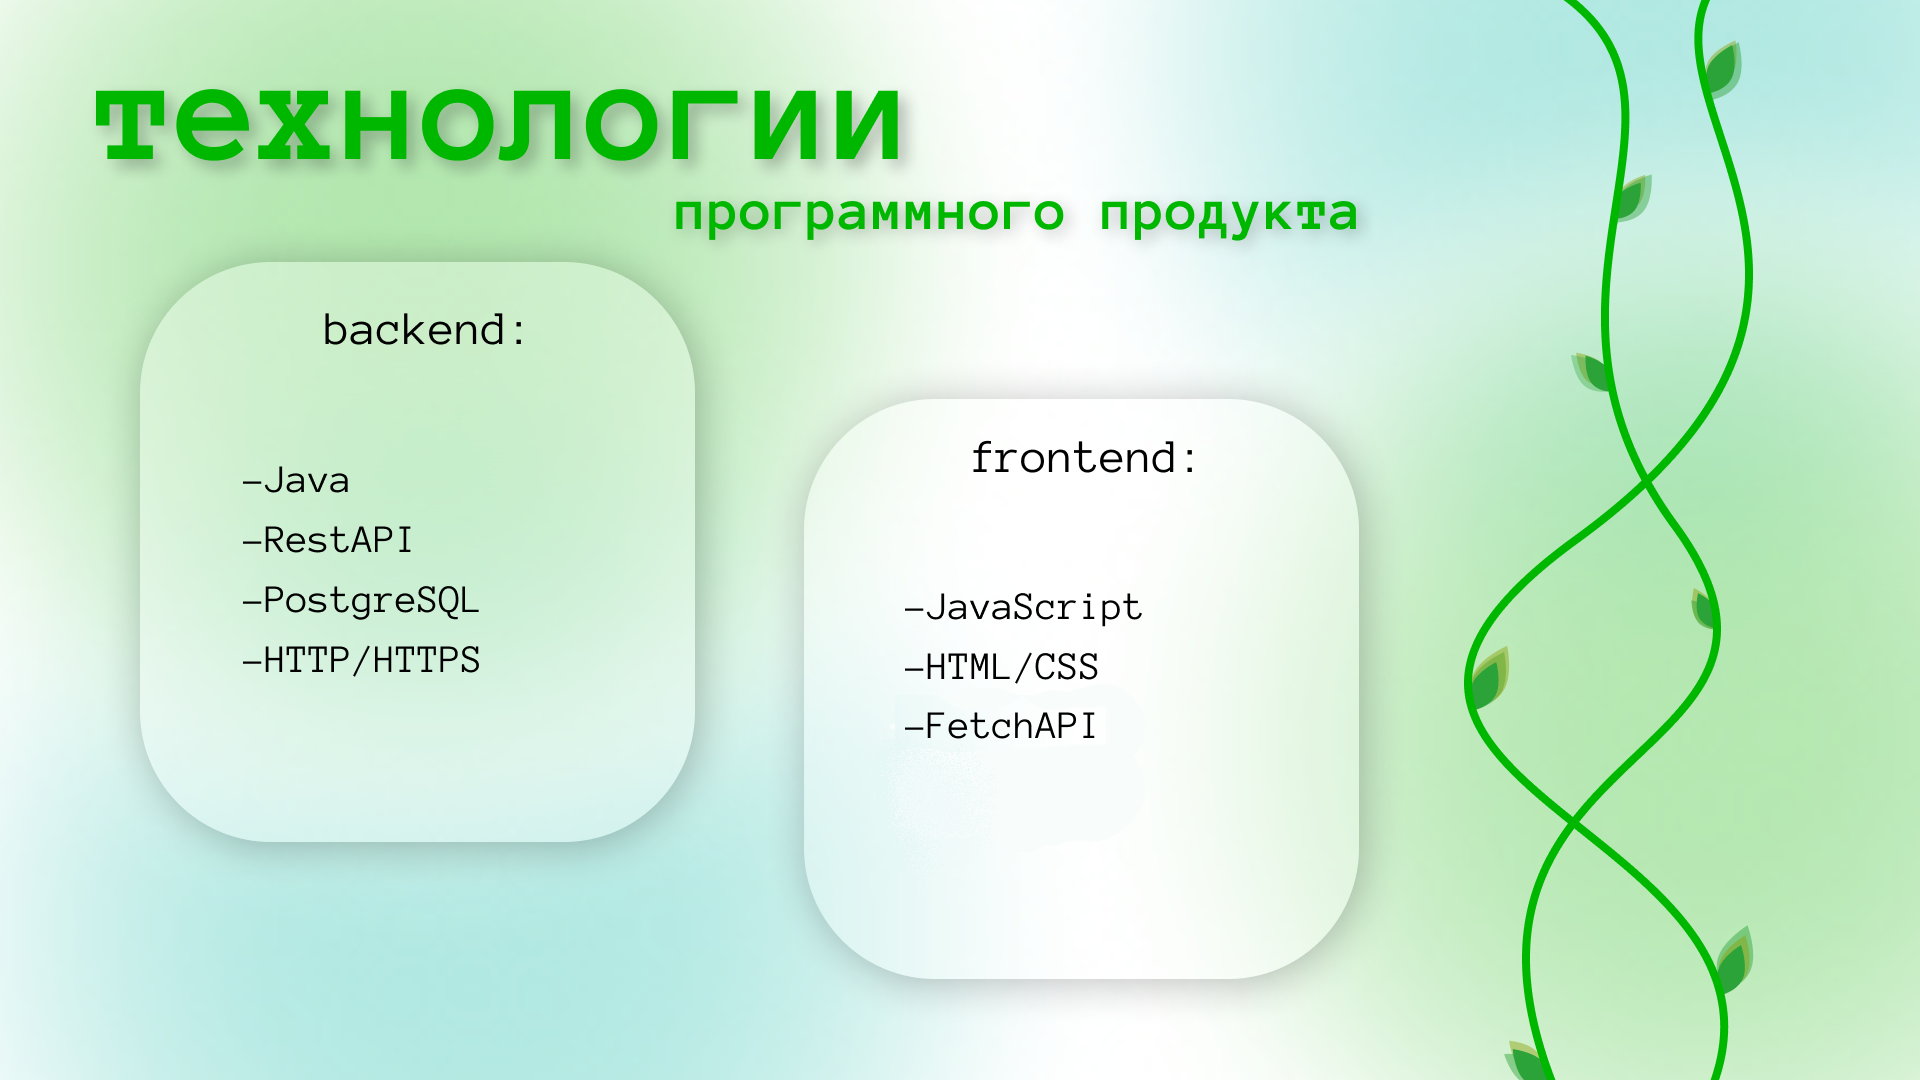 технологии
программного продукта
backend:
-Java
-RestAPI
-PostgreSQL
-HTTP/HTTPS
frontend:
-JavaScript
-HTML/CSS
-FetchAPI